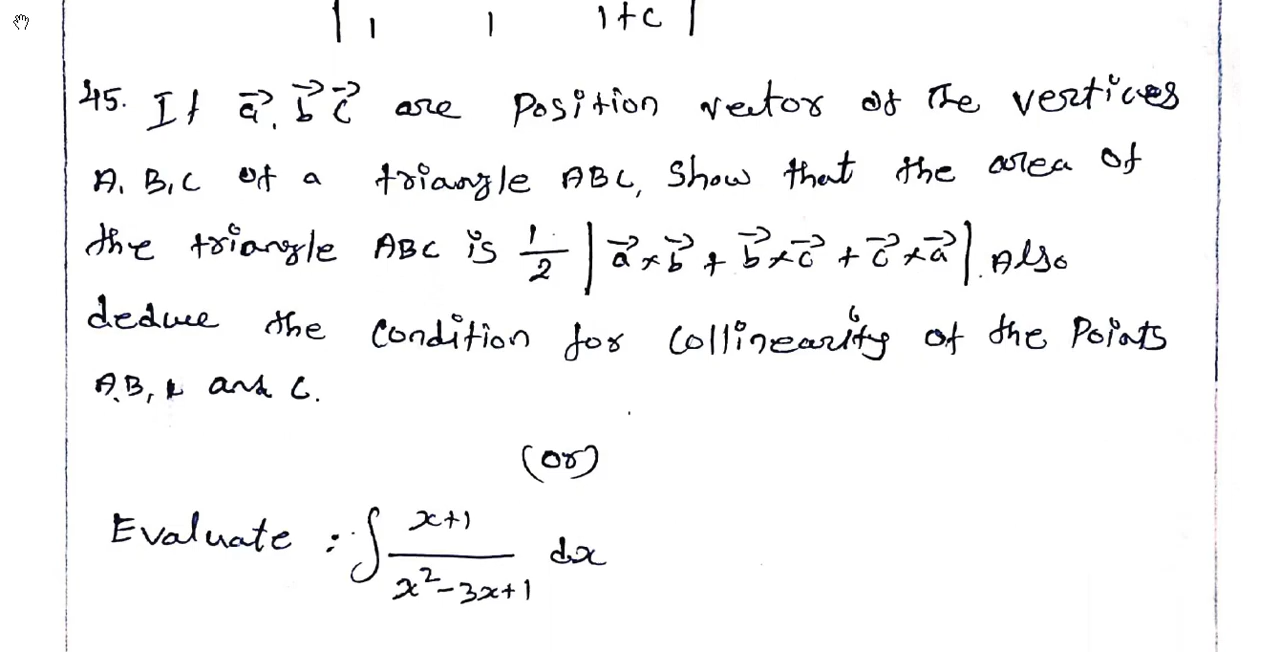 | 1 1 1+c |
45. If a⃗, b⃗ c⃗ are Position vector of the vertices
A, B, C of a triangle ABC, Show that the area of
the triangle ABC is 1/2 | a⃗ × b⃗ + b⃗ × c⃗ + c⃗ × a⃗ |. Also
deduce the Condition for Collinearity of the Points
A,B, and C.
(or)
Evaluate : ∫ x+1 / x²-3x+1 dx